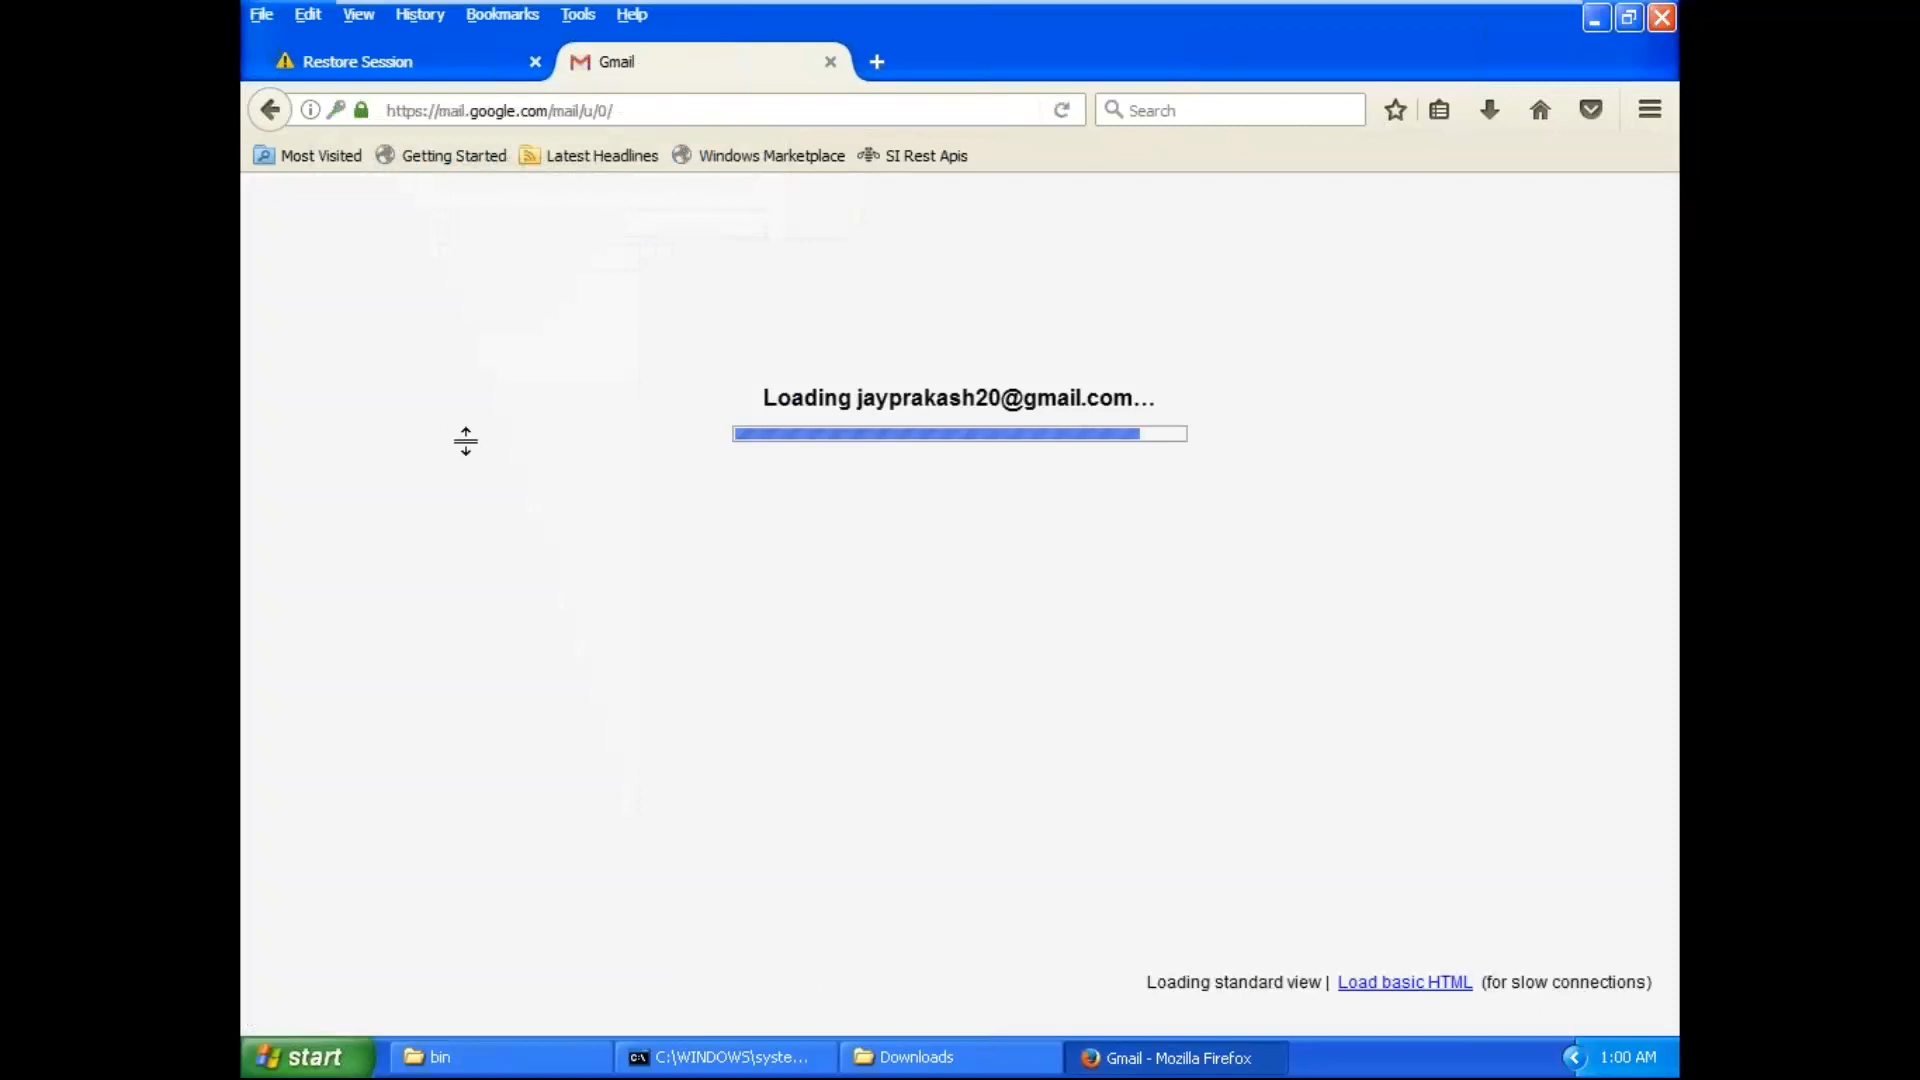 File Edit View History Bookmarks Tools Help
Restore Session Gmail
https://mail.google.com/mail/u/0/ Search
Most Visited Getting Started Latest Headlines Windows Marketplace SI Rest Apis
Loading jayprakash20@gmail.com...
Loading standard view | Load basic HTML (for slow connections)
start bin C:\WINDOWS\syste... Downloads Gmail - Mozilla Firefox 1:00 AM